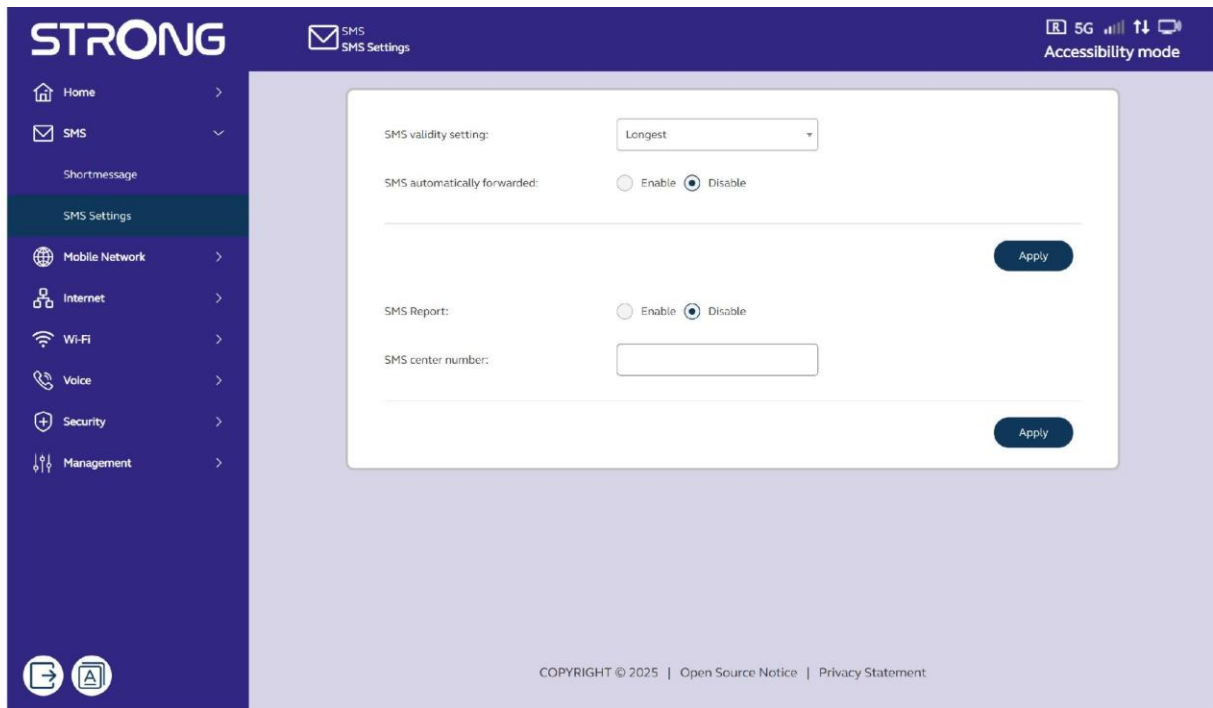 STRONG
SMS
SMS Settings
R 5G
Accessibility mode
Home
SMS
Shortmessage
SMS Settings
Mobile Network
Internet
Wi-Fi
Voice
Security
Management
SMS validity setting: Longest
SMS automatically forwarded: Enable Disable
Apply
SMS Report: Enable Disable
SMS center number:
Apply
A
COPYRIGHT © 2025 | Open Source Notice | Privacy Statement